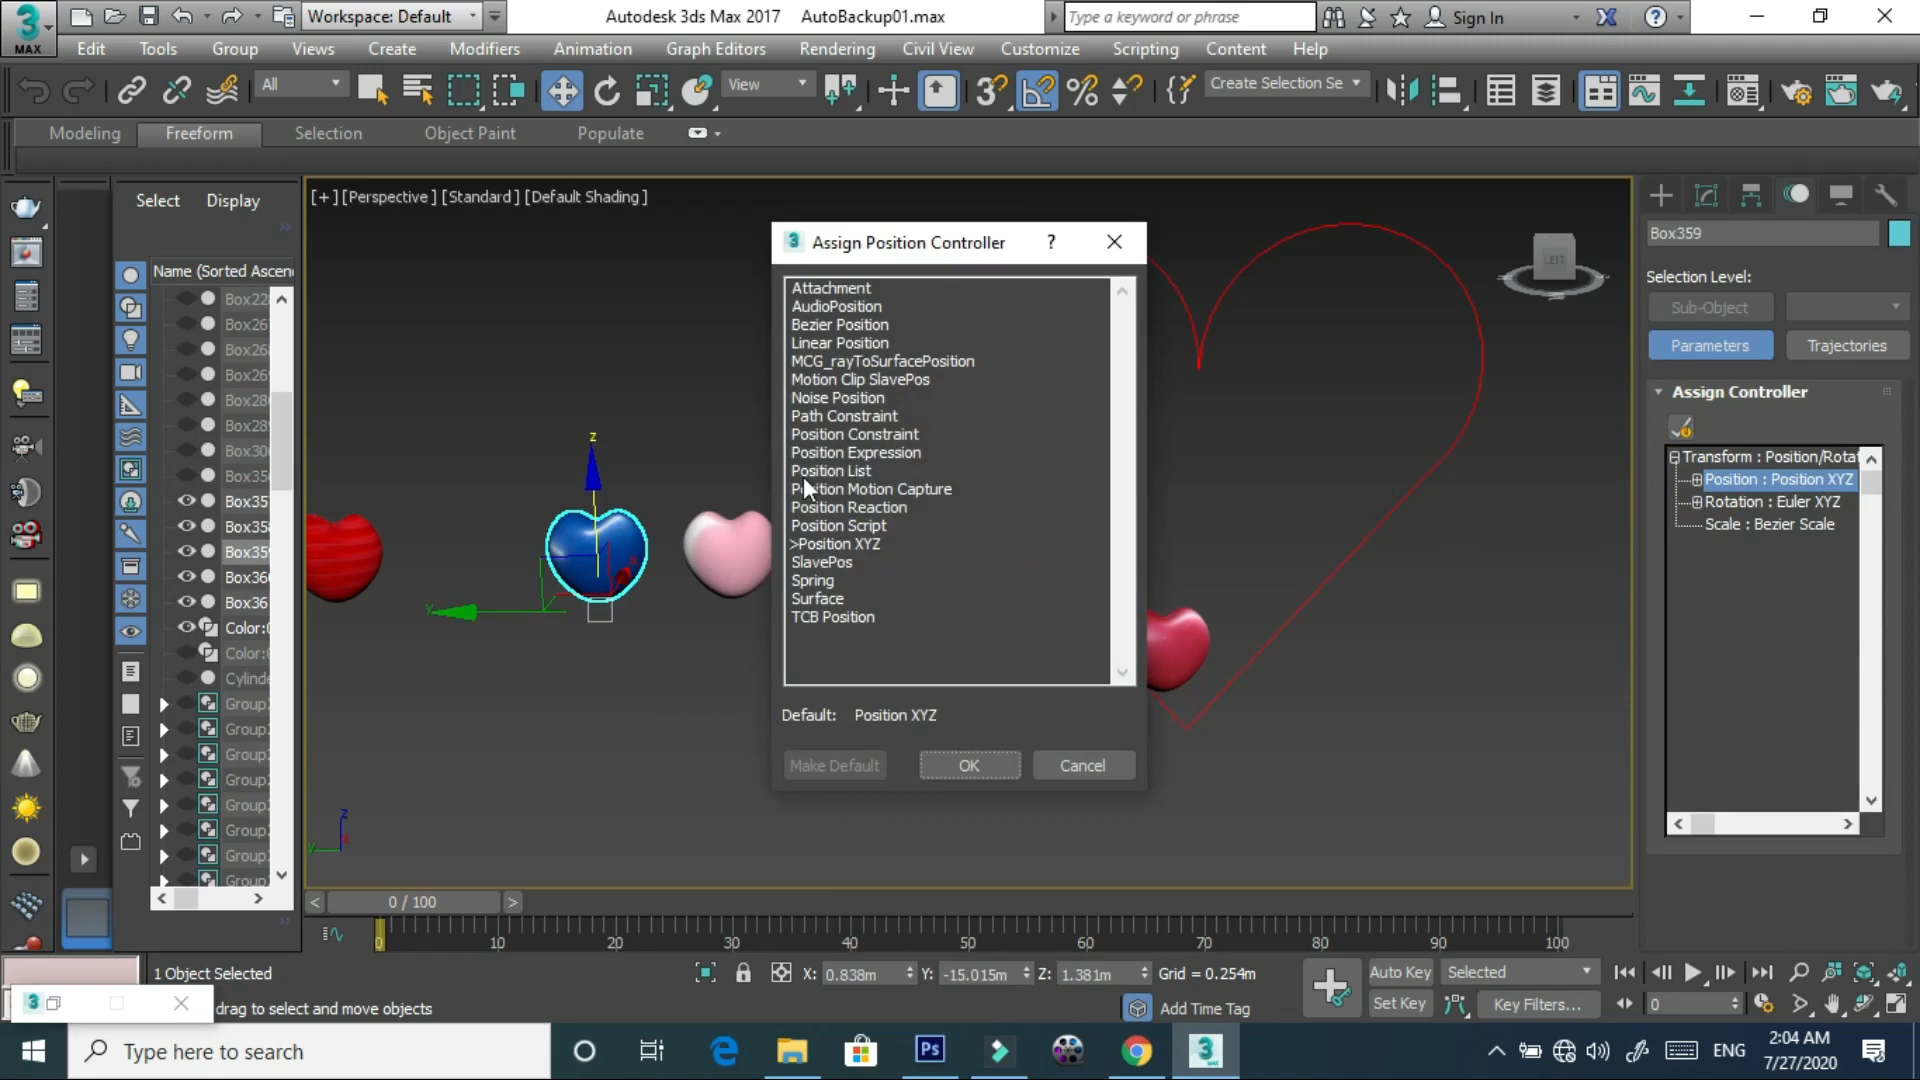 MAX
Workspace: Default
Autodesk 3ds Max 2017 AutoBackup01.max
Type a keyword or phrase
Sign In
Edit Tools Group Views Create Modifiers Animation Graph Editors Rendering Civil View Customize Scripting Content Help
All
View
Create Selection Se
Modeling Freeform Selection Object Paint Populate
Select Display
Name (Sorted Ascen
Box22
Box26
Box26
Box26
Box28
Box28
Box30
Box35
Box35
Box35
Box35
Box36
Box36
Color:0
Color:
Cylinde
Group
Group
Group
Group
Group
Group
Group
Group
[+] [Perspective ] [Standard ] [Default Shading ]
z
y
z
y
x
LEFT
Assign Position Controller ?
Attachment
AudioPosition
Bezier Position
Linear Position
MCG_rayToSurfacePosition
Motion Clip SlavePos
Noise Position
Path Constraint
Position Constraint
Position Expression
Position List
Position Motion Capture
Position Reaction
Position Script
>Position XYZ
SlavePos
Spring
Surface
TCB Position
Default: Position XYZ
Make Default OK Cancel
Box359
Selection Level:
Sub-Object
Parameters Trajectories
Assign Controller
Transform : Position/Rotat
Position : Position XYZ
Rotation : Euler XYZ
Scale : Bezier Scale
< 0 / 100 >
0 10 20 30 40 50 60 70 80 90 100
1 Object Selected
X: 0.838m Y: -15.015m Z: 1.381m Grid = 0.254m
Auto Key Selected
drag to select and move objects
Add Time Tag
Set Key Key Filters... 0
Type here to search
Ps
ENG
2:04 AM
7/27/2020